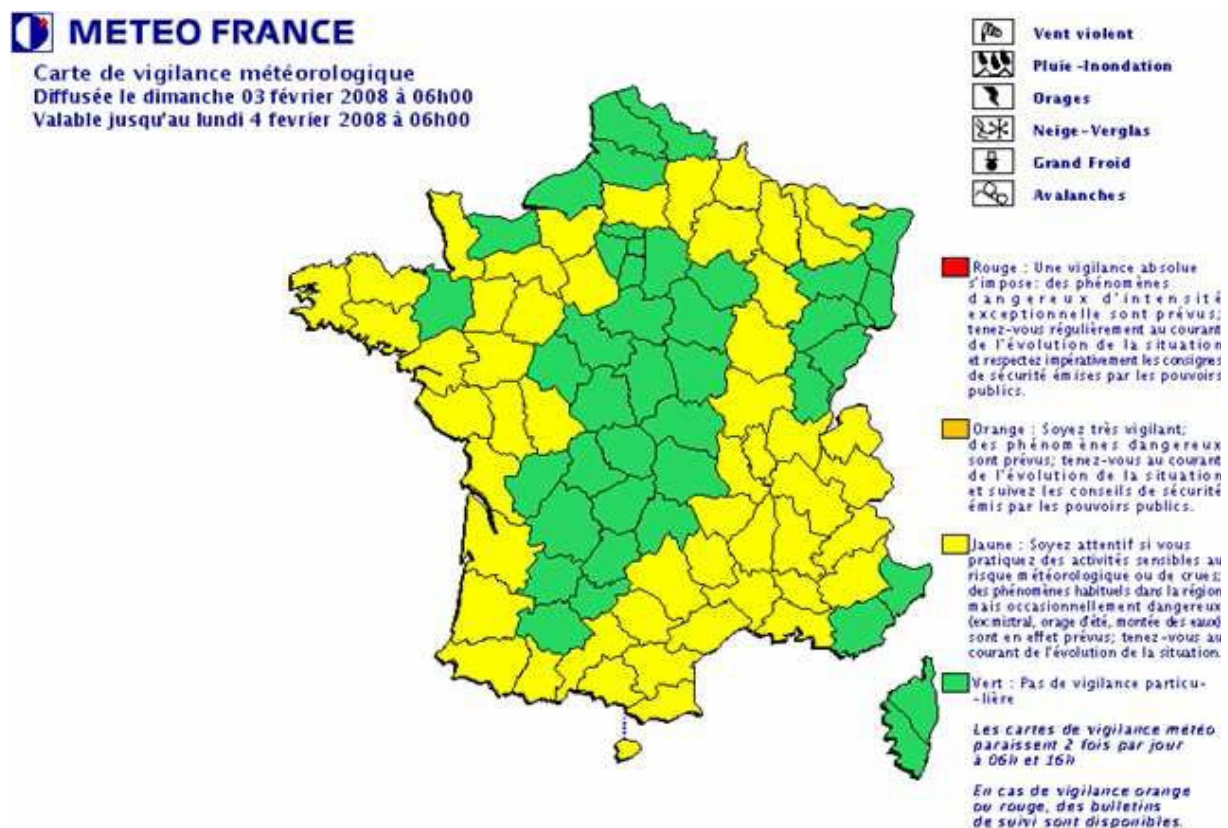 METEO FRANCE
Carte de vigilance météorologique
Diffusée le dimanche 03 février 2008 à 06h00
Valable jusqu'au lundi 4 fevrier 2008 à 06h00
Vent violent
Pluie-Inondation
Orages
Neige-Verglas
Grand Froid
Avalanches
Rouge : Une vigilance absolue
s'impose: des phénomènes
dangereux d'intensité
exceptionnelle sont prévus;
tenez-vous régulièrement au courant
de l'évolution de la situation
et respectez impérativement les consignes
de sécurité émises par les pouvoirs
publics.
Orange : Soyez très vigilant;
des phénomènes dangereux
sont prévus; tenez-vous au courant
de l'évolution de la situation
et suivez les conseils de sécurité
émis par les pouvoirs publics.
Jaune : Soyez attentif si vous
pratiquez des activités sensibles au
risque météorologique ou de crues;
des phénomènes habituels dans la région
mais occasionnellement dangereux
(ex:mistral, orage d'été, montée des eaux)
sont en effet prévus; tenez-vous au
courant de l'évolution de la situation.
Vert : Pas de vigilance particu-
-lière
Les cartes de vigilance météo
paraissent 2 fois par jour
à 06h et 16h
En cas de vigilance orange
ou rouge, des bulletins
de suivi sont disponibles.